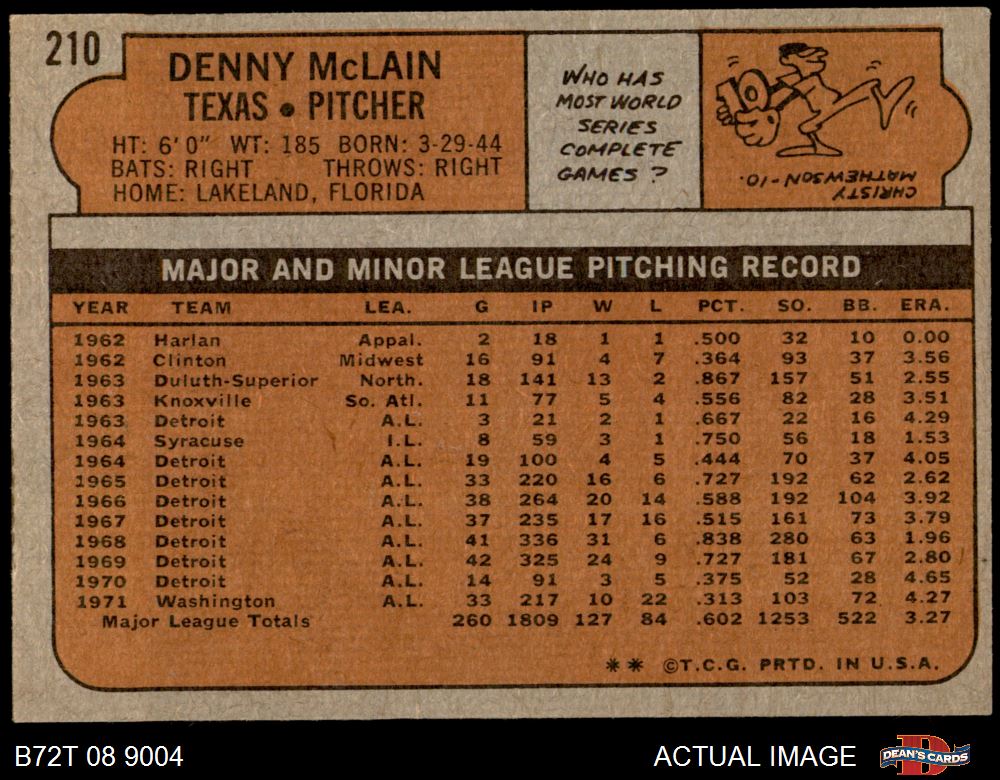 210
DENNY McLAIN
TEXAS • PITCHER
HT: 6'0" WT: 185 BORN: 3-29-44
BATS: RIGHT THROWS: RIGHT
HOME: LAKELAND, FLORIDA
WHO HAS
MOST WORLD
SERIES
COMPLETE
GAMES ?
10
CHRISTY
MATHEWSON-10.
MAJOR AND MINOR LEAGUE PITCHING RECORD
YEAR TEAM LEA. G IP W L PCT. SO. BB. ERA.
1962 Harlan Appal. 2 18 1 1 .500 32 10 0.00
1962 Clinton Midwest 16 91 4 7 .364 93 37 3.56
1963 Duluth-Superior North. 18 141 13 2 .867 157 51 2.55
1963 Knoxville So. Atl. 11 77 5 4 .556 82 28 3.51
1963 Detroit A.L. 3 21 2 1 .667 22 16 4.29
1964 Syracuse I.L. 8 59 3 1 .750 56 18 1.53
1964 Detroit A.L. 19 100 4 5 .444 70 37 4.05
1965 Detroit A.L. 33 220 16 6 .727 192 62 2.62
1966 Detroit A.L. 38 264 20 14 .588 192 104 3.92
1967 Detroit A.L. 37 235 17 16 .515 161 73 3.79
1968 Detroit A.L. 41 336 31 6 .838 280 63 1.96
1969 Detroit A.L. 42 325 24 9 .727 181 67 2.80
1970 Detroit A.L. 14 91 3 5 .375 52 28 4.65
1971 Washington A.L. 33 217 10 22 .313 103 72 4.27
Major League Totals 260 1809 127 84 .602 1253 522 3.27
** ©T.C.G. PRTD. IN U.S.A.
B72T 08 9004
ACTUAL IMAGE
DEAN'S CARDS